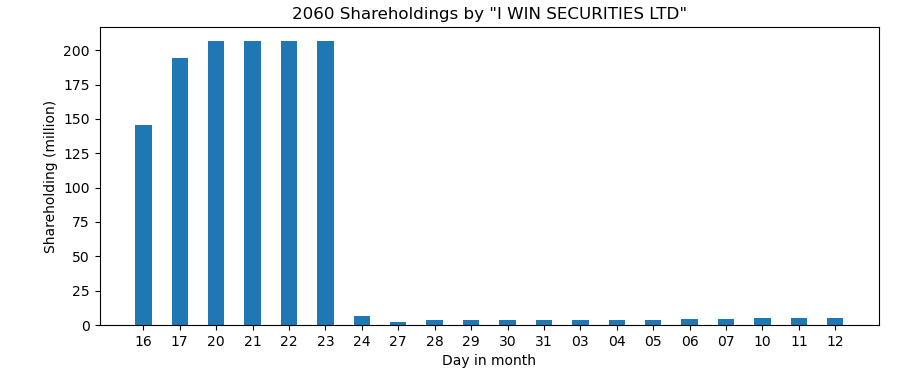 2060 Shareholdings by "I WIN SECURITIES LTD"
Shareholding (million)
200
175
150
125
100
75
50
25
0
16 17 20 21 22 23 24 27 28 29 30 31 03 04 05 06 07 10 11 12
Day in month